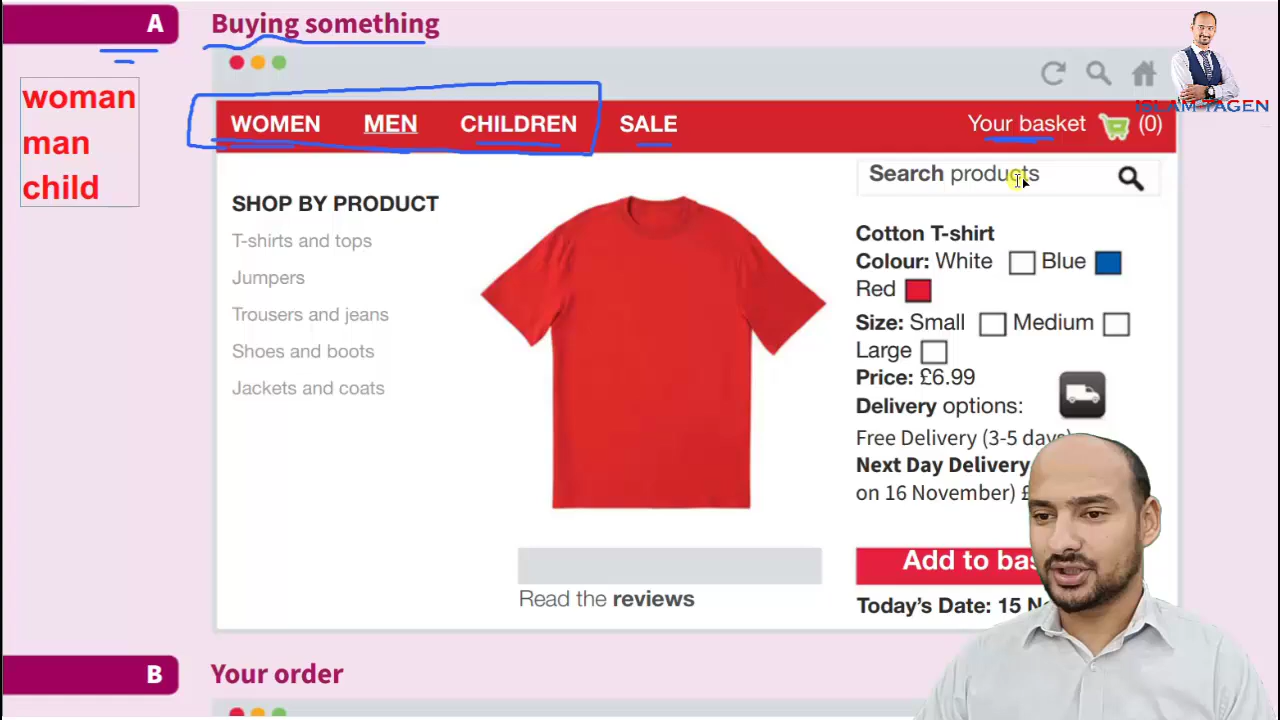 A
Buying something
woman
man
child
WOMEN MEN CHILDREN SALE
Your basket (0)
ISLAM TAGEN
Search products
SHOP BY PRODUCT
T-shirts and tops
Jumpers
Trousers and jeans
Shoes and boots
Jackets and coats
Cotton T-shirt
Colour: White Blue
Red
Size: Small Medium
Large
Price: £6.99
Delivery options:
Free Delivery (3-5 days)
Next Day Delivery
on 16 November) £
Add to
Read the reviews
Today's Date: 15
B
Your order